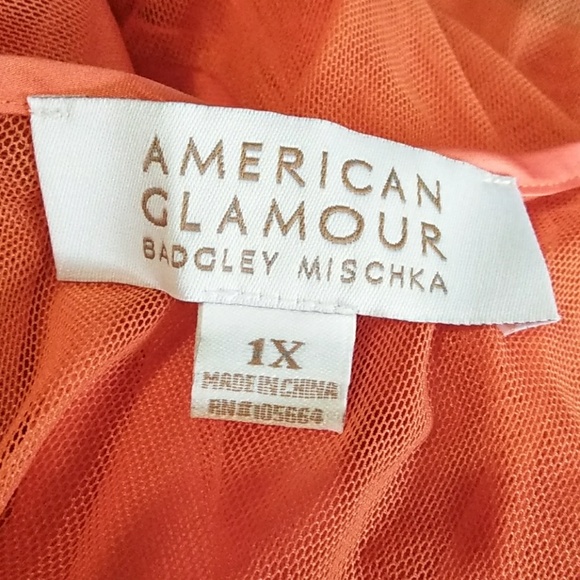 AMERICAN
GLAMOUR
BADGLEY MISCHKA
1X
MADE IN CHINA
RN#105664